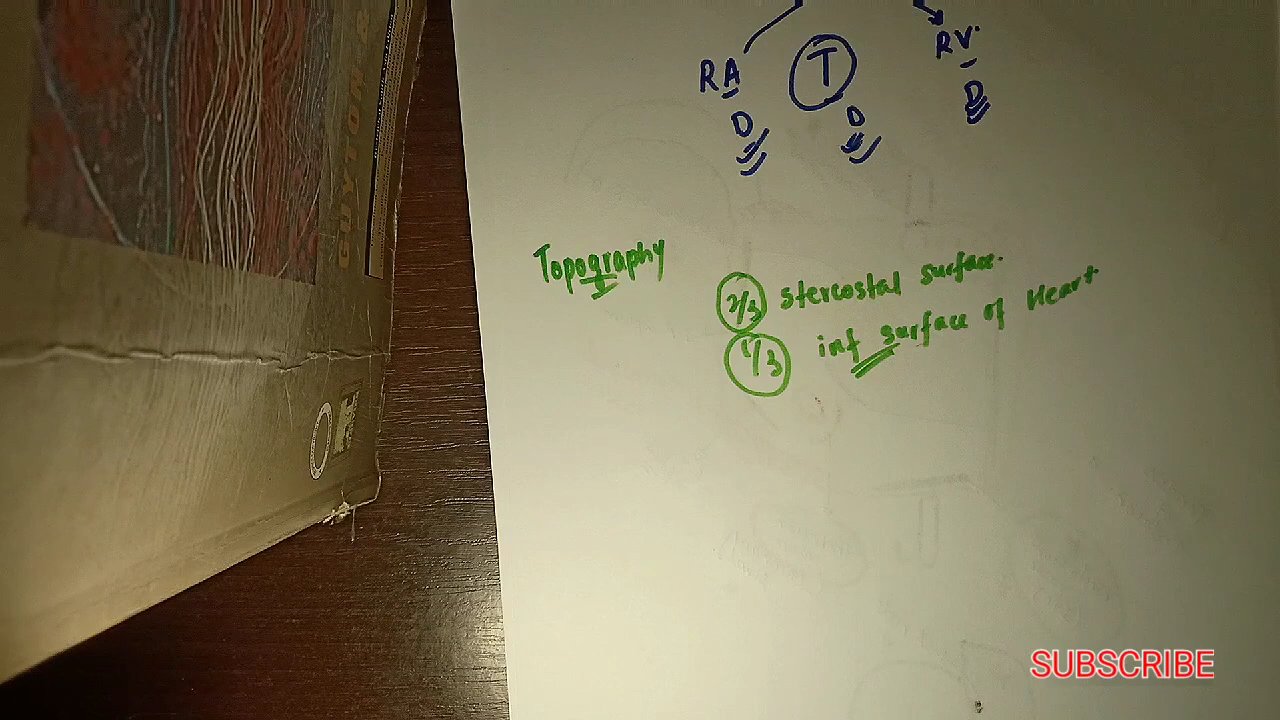 RA T RV
D D D
Topography
2/3 stercostal surface.
1/3 inf surface of Heart
GUYTON &
SUBSCRIBE